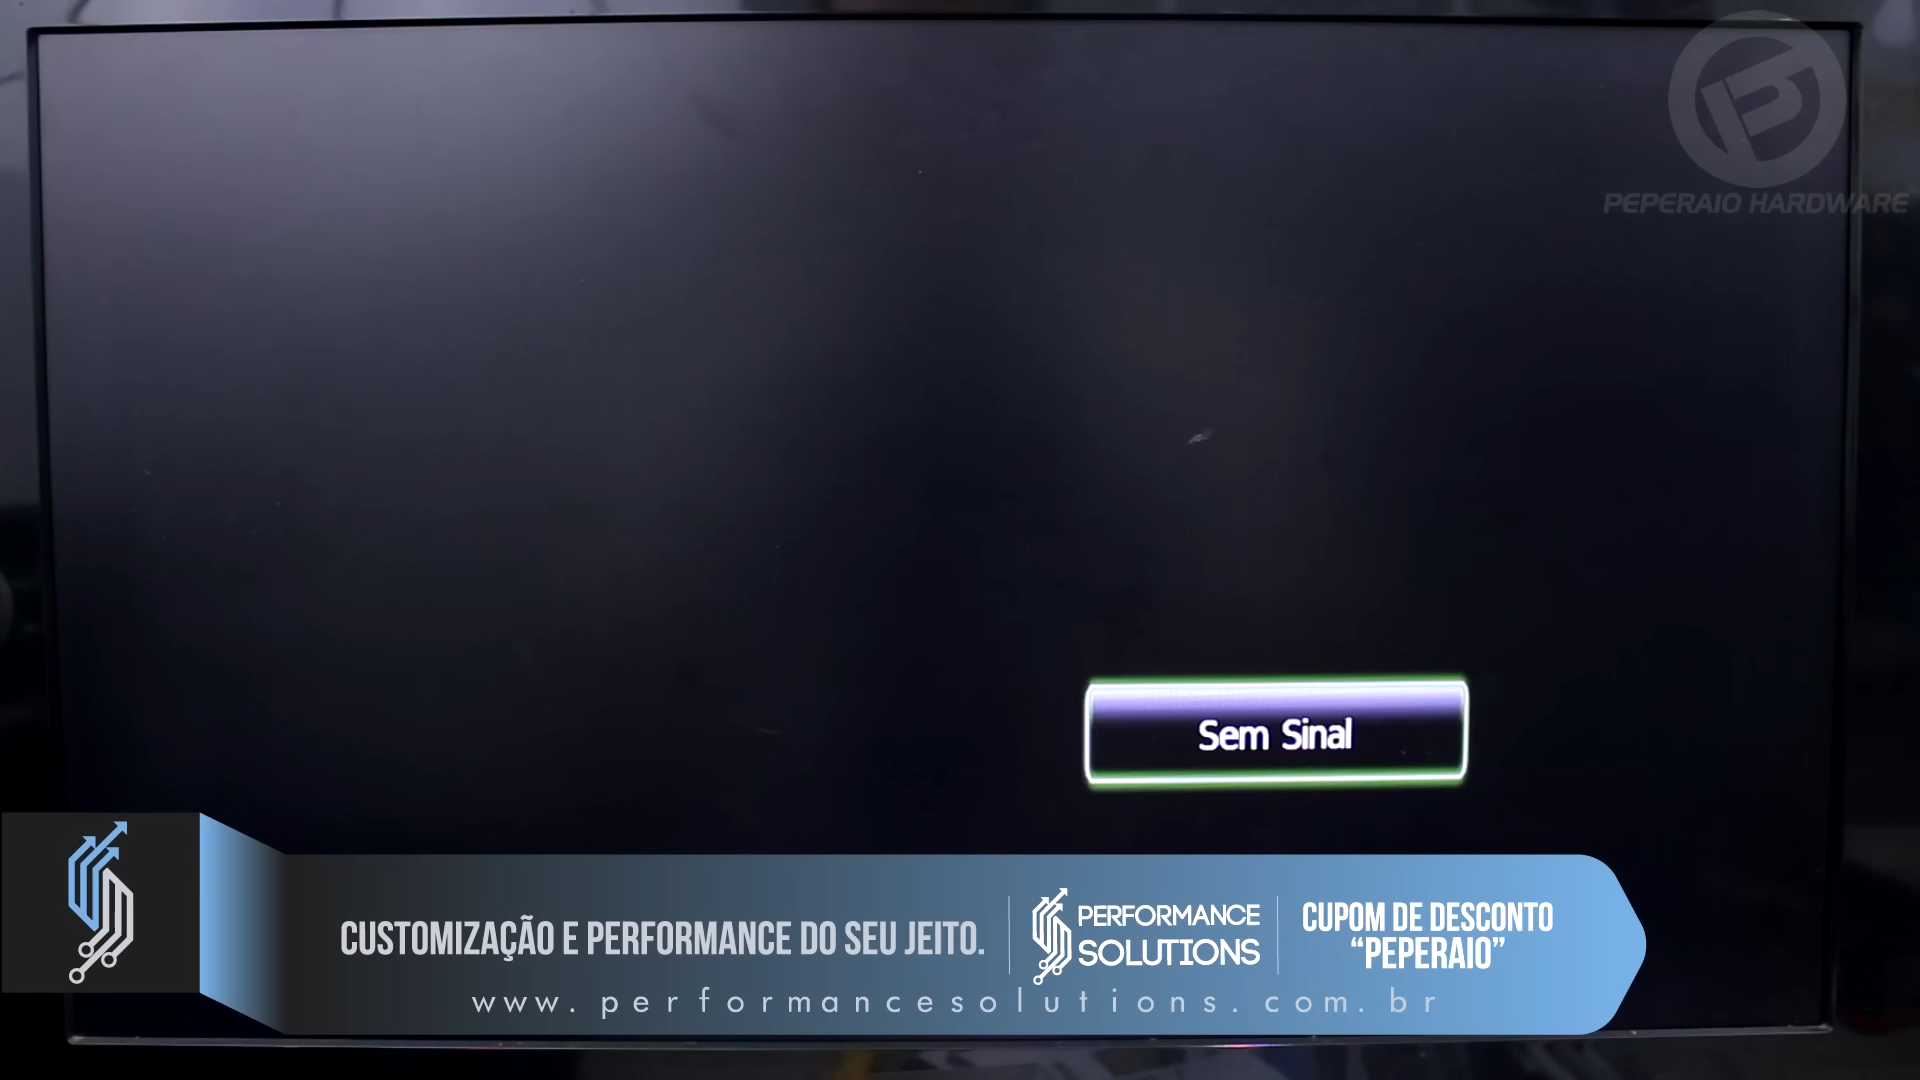 PEPERAIO HARDWARE
Sem Sinal
CUSTOMIZAÇÃO E PERFORMANCE DO SEU JEITO.
PERFORMANCE
SOLUTIONS
CUPOM DE DESCONTO
“PEPERAIO”
www.performancesolutions.com.br